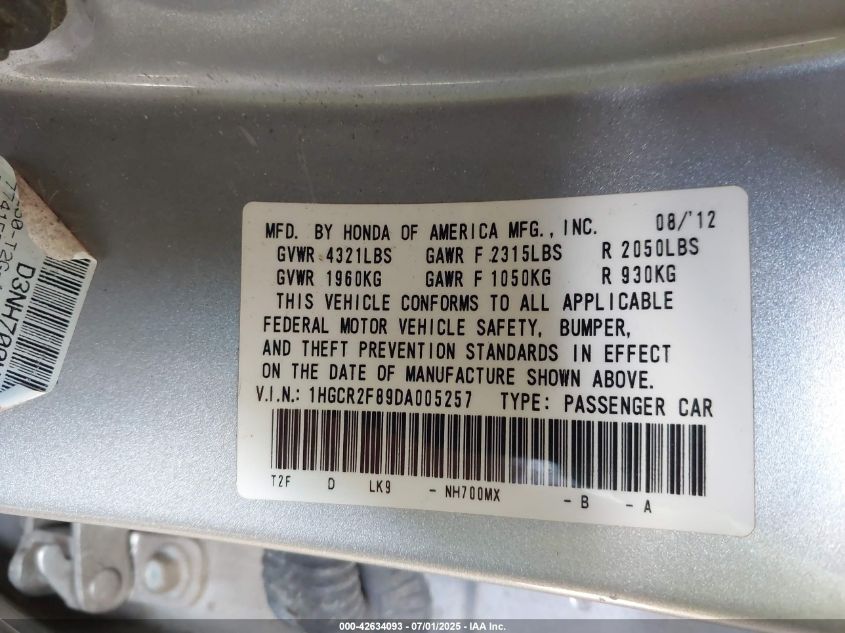 MFD. BY HONDA OF AMERICA MFG., INC. 08/'12
GVWR 4321LBS GAWR F 2315LBS R 2050LBS
GVWR 1960KG GAWR F 1050KG R 930KG
THIS VEHICLE CONFORMS TO ALL APPLICABLE
FEDERAL MOTOR VEHICLE SAFETY, BUMPER,
AND THEFT PREVENTION STANDARDS IN EFFECT
ON THE DATE OF MANUFACTURE SHOWN ABOVE.
V.I.N.: 1HGCR2F89DA005257 TYPE: PASSENGER CAR
T2F D LK9 - NH700MX - B - A
000-42634093 - 07/01/2025 - IAA Inc.